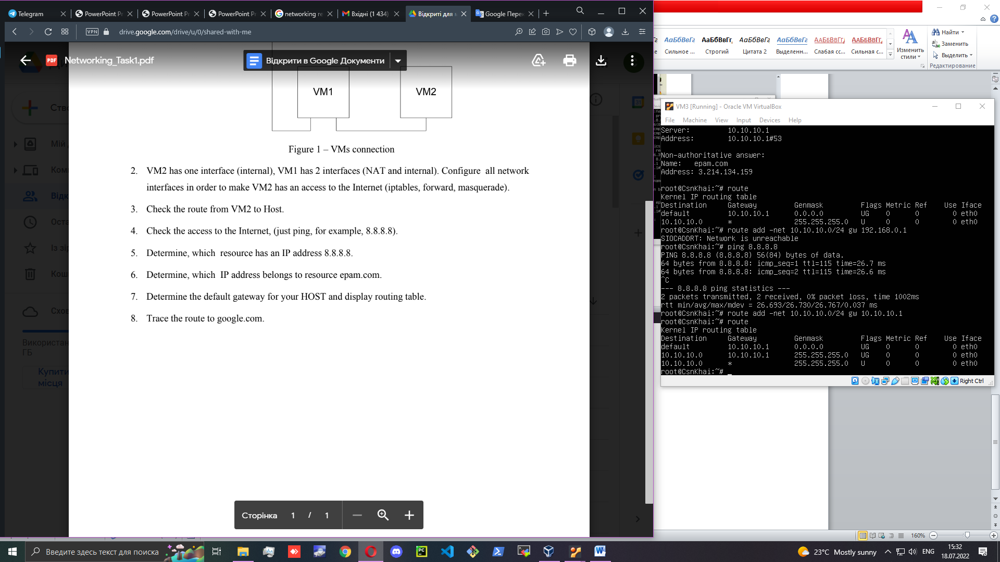 Telegram
PowerPoint Pr
PowerPoint Pr
PowerPoint Pr
networking re
Вхідні (1 434)
Відкриті для м
Google Перек
VPN
drive.google.com/drive/u/0/shared-with-me
PDF
Networking_Task1.pdf
Відкрити в Google Документи
VM1
VM2
Figure 1 – VMs connection
2. VM2 has one interface (internal), VM1 has 2 interfaces (NAT and internal). Configure all network
interfaces in order to make VM2 has an access to the Internet (iptables, forward, masquerade).
3. Check the route from VM2 to Host.
4. Check the access to the Internet, (just ping, for example, 8.8.8.8).
5. Determine, which resource has an IP address 8.8.8.8.
6. Determine, which IP address belongs to resource epam.com.
7. Determine the default gateway for your HOST and display routing table.
8. Trace the route to google.com.
Ство
Мій
Комп
Відк
Оста
Із зір
Кош
Схов
Використан
ГБ
Купити
місця
Сторінка 1 / 1
АаБбВвГг
АаБбВвГг,
АаБбВвГг
АаБбВвГг
ААББВВГГ,
ААББВВГГ,
Сильное ...
Строгий
Цитата 2
Выделенн...
Слабая сс...
Сильная с...
Изменить
стили
Найти
Заменить
Выделить
Редактирование
VM3 [Running] - Oracle VM VirtualBox
File Machine View Input Devices Help
Server: 10.10.10.1
Address: 10.10.10.1#53
Non-authoritative answer:
Name: epam.com
Address: 3.214.134.159
root@CsnKhai:~# route
Kernel IP routing table
Destination Gateway Genmask Flags Metric Ref Use Iface
default 10.10.10.1 0.0.0.0 UG 0 0 0 eth0
10.10.10.0 * 255.255.255.0 U 0 0 0 eth0
root@CsnKhai:~# route add -net 10.10.10.0/24 gw 192.168.0.1
SIOCADDRT: Network is unreachable
root@CsnKhai:~# ping 8.8.8.8
PING 8.8.8.8 (8.8.8.8) 56(84) bytes of data.
64 bytes from 8.8.8.8: icmp_seq=1 ttl=115 time=26.7 ms
64 bytes from 8.8.8.8: icmp_seq=2 ttl=115 time=26.6 ms
^C
--- 8.8.8.8 ping statistics ---
2 packets transmitted, 2 received, 0% packet loss, time 1002ms
rtt min/avg/max/mdev = 26.693/26.730/26.767/0.037 ms
root@CsnKhai:~# route add -net 10.10.10.0/24 gw 10.10.10.1
root@CsnKhai:~# route
Kernel IP routing table
Destination Gateway Genmask Flags Metric Ref Use Iface
default 10.10.10.1 0.0.0.0 UG 0 0 0 eth0
10.10.10.0 10.10.10.1 255.255.255.0 UG 0 0 0 eth0
10.10.10.0 * 255.255.255.0 U 0 0 0 eth0
root@CsnKhai:~# _
Right Ctrl
160%
Введите здесь текст для поиска
23°C Mostly sunny
ENG
15:32
18.07.2022